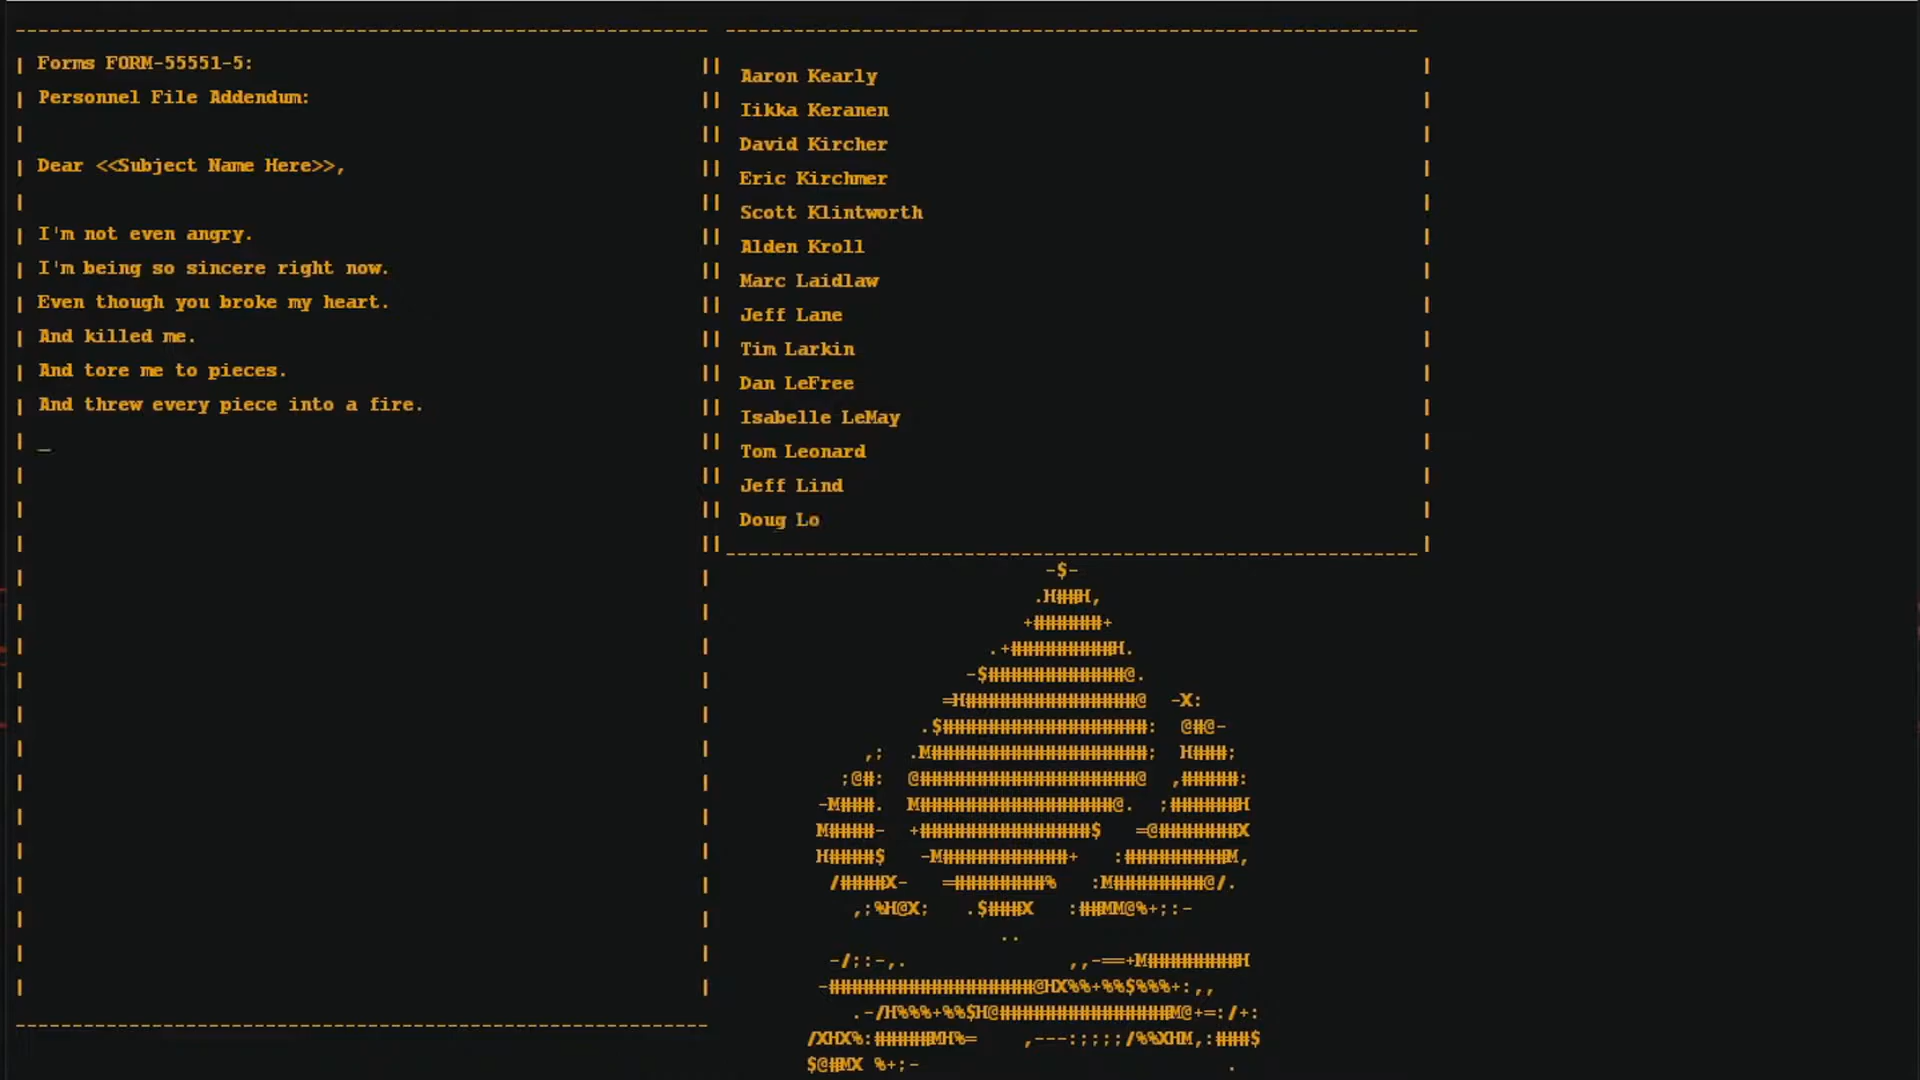 Forms FORM-55551-5:
Personnel File Addendum:
Dear <<Subject Name Here>>,
I'm not even angry.
I'm being so sincere right now.
Even though you broke my heart.
And killed me.
And tore me to pieces.
And threw every piece into a fire.
_
Aaron Kearly
Iikka Keranen
David Kircher
Eric Kirchmer
Scott Klintworth
Alden Kroll
Marc Laidlaw
Jeff Lane
Tim Larkin
Dan LeFree
Isabelle LeMay
Tom Leonard
Jeff Lind
Doug Lo